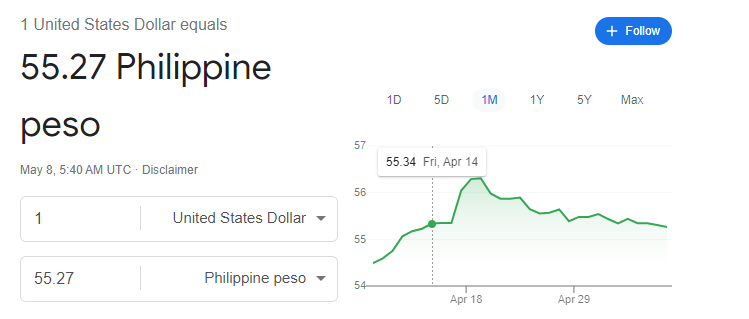 1 United States Dollar equals
55.27 Philippine
peso
May 8, 5:40 AM UTC · Disclaimer
1 United States Dollar
55.27 Philippine peso
+ Follow
1D 5D 1M 1Y 5Y Max
57
55.34 Fri, Apr 14
56
55
54
Apr 18 Apr 29